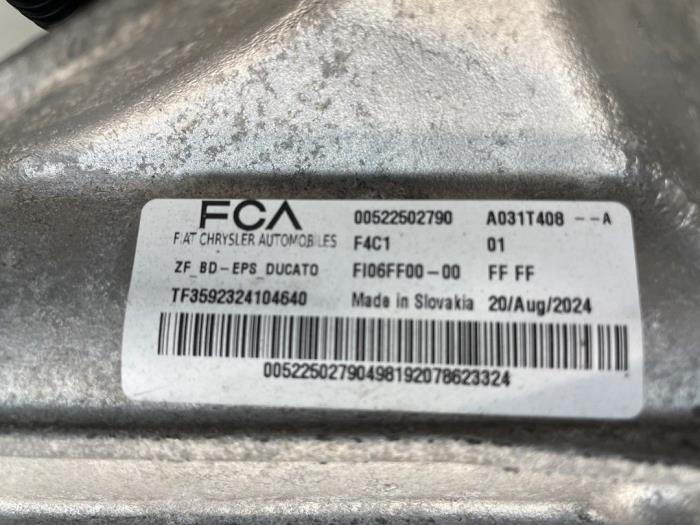 FCA 00522502790 A031T408 --A
FIAT CHRYSLER AUTOMOBILES F4C1 01
ZF_BD-EPS_DUCATO FI06FF00-00 FF FF
TF3592324104640 Made in Slovakia 20/Aug/2024
00522502790498192078623324